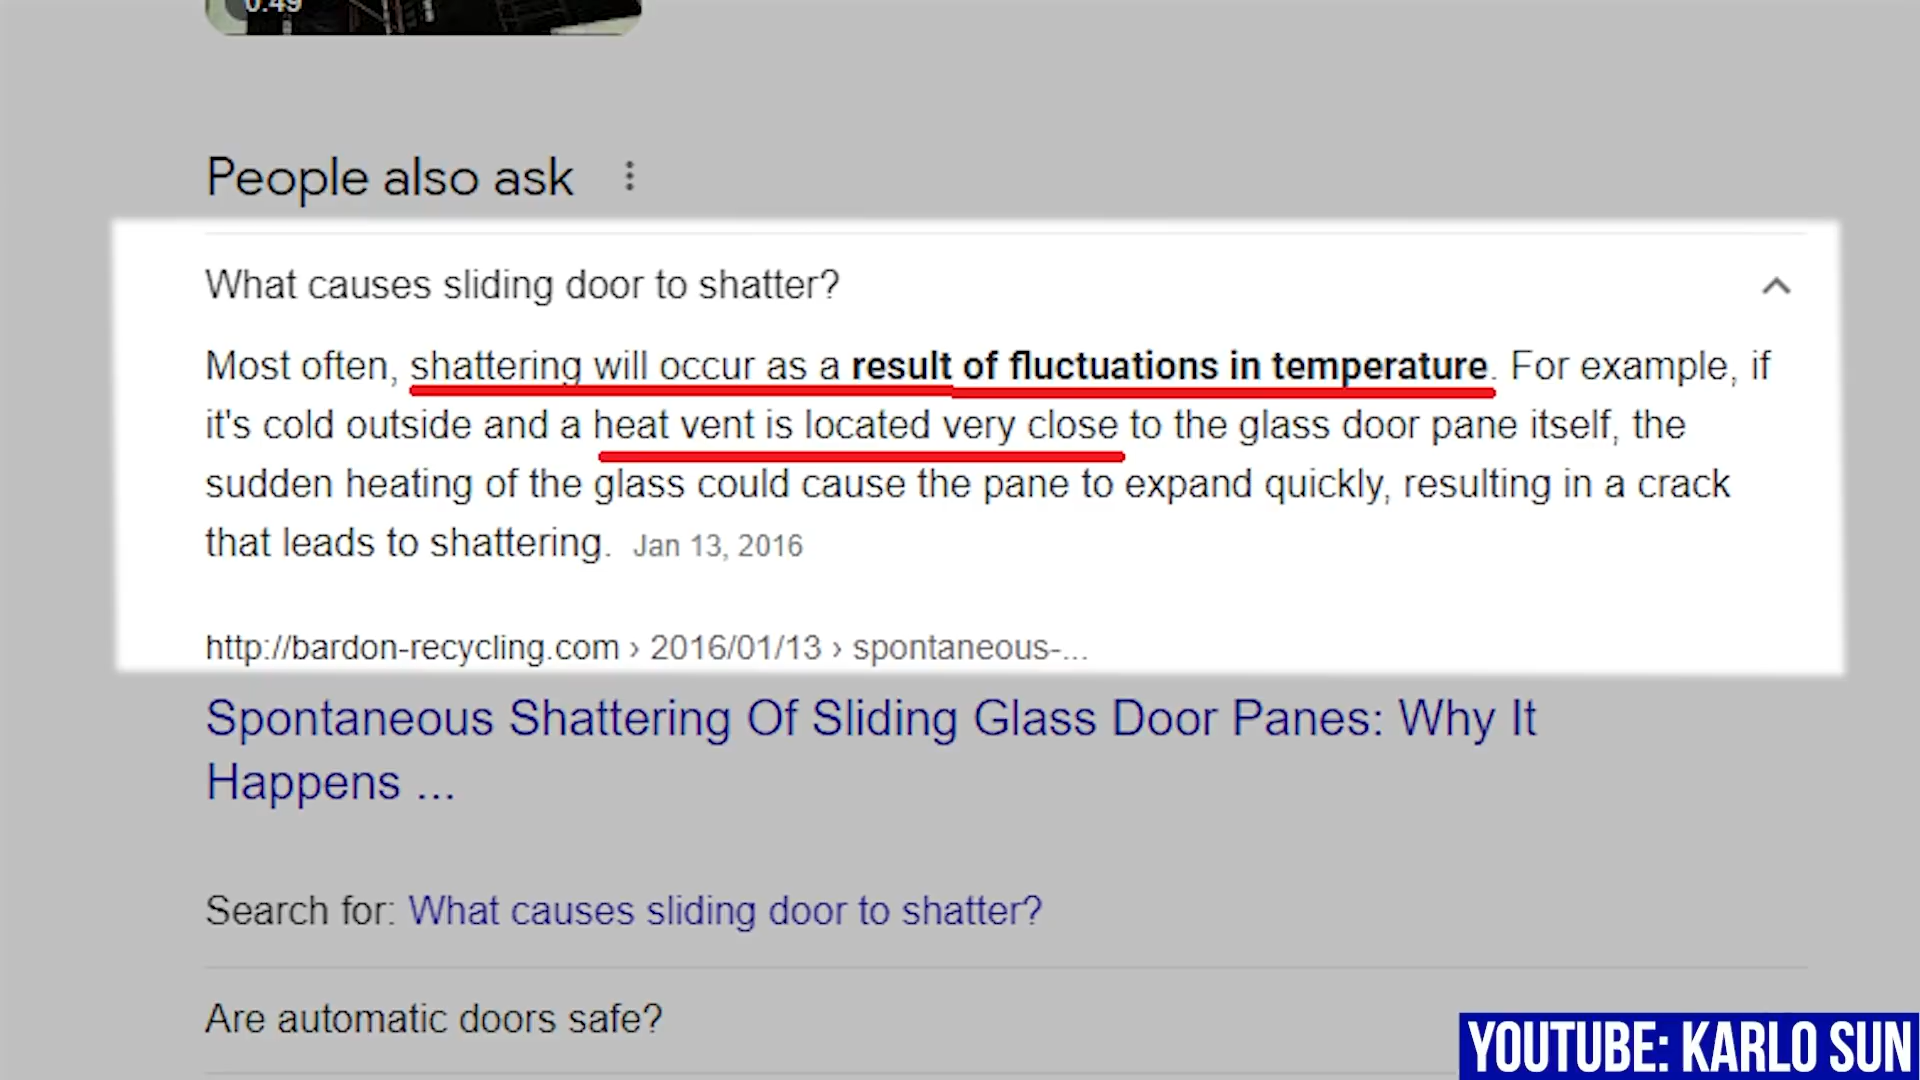 0:49
People also ask
What causes sliding door to shatter?
Most often, shattering will occur as a result of fluctuations in temperature. For example, if
it's cold outside and a heat vent is located very close to the glass door pane itself, the
sudden heating of the glass could cause the pane to expand quickly, resulting in a crack
that leads to shattering. Jan 13, 2016
http://bardon-recycling.com › 2016/01/13 › spontaneous-...
Spontaneous Shattering Of Sliding Glass Door Panes: Why It
Happens ...
Search for: What causes sliding door to shatter?
Are automatic doors safe?
YOUTUBE: KARLO SUN